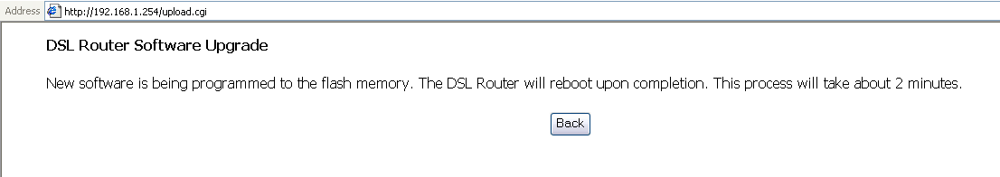 Address http://192.168.1.254/upload.cgi
DSL Router Software Upgrade
New software is being programmed to the flash memory. The DSL Router will reboot upon completion. This process will take about 2 minutes.
Back